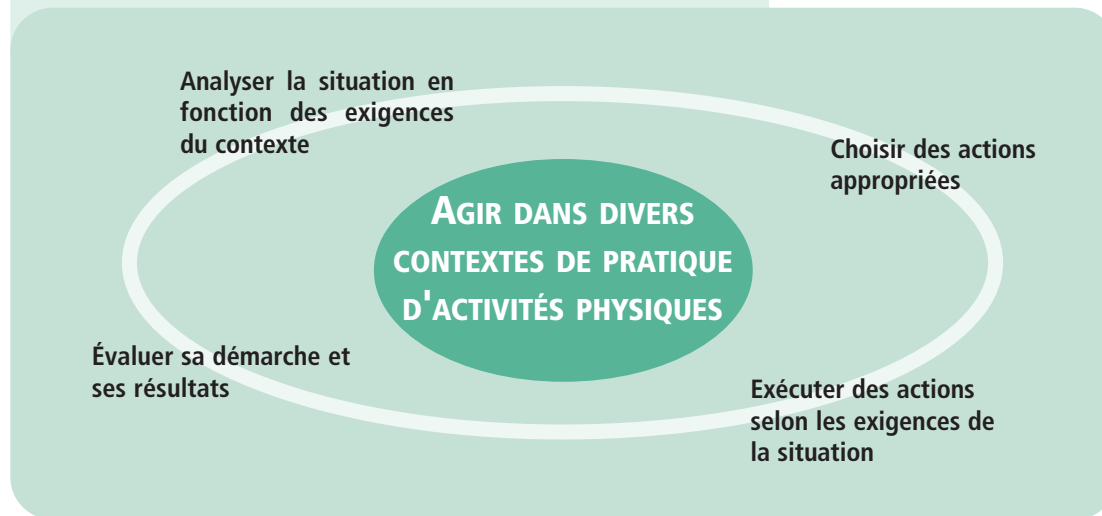 Analyser la situation en
fonction des exigences
du contexte
Choisir des actions
appropriées
AGIR DANS DIVERS
CONTEXTES DE PRATIQUE
D'ACTIVITÉS PHYSIQUES
Évaluer sa démarche et
ses résultats
Exécuter des actions
selon les exigences de
la situation